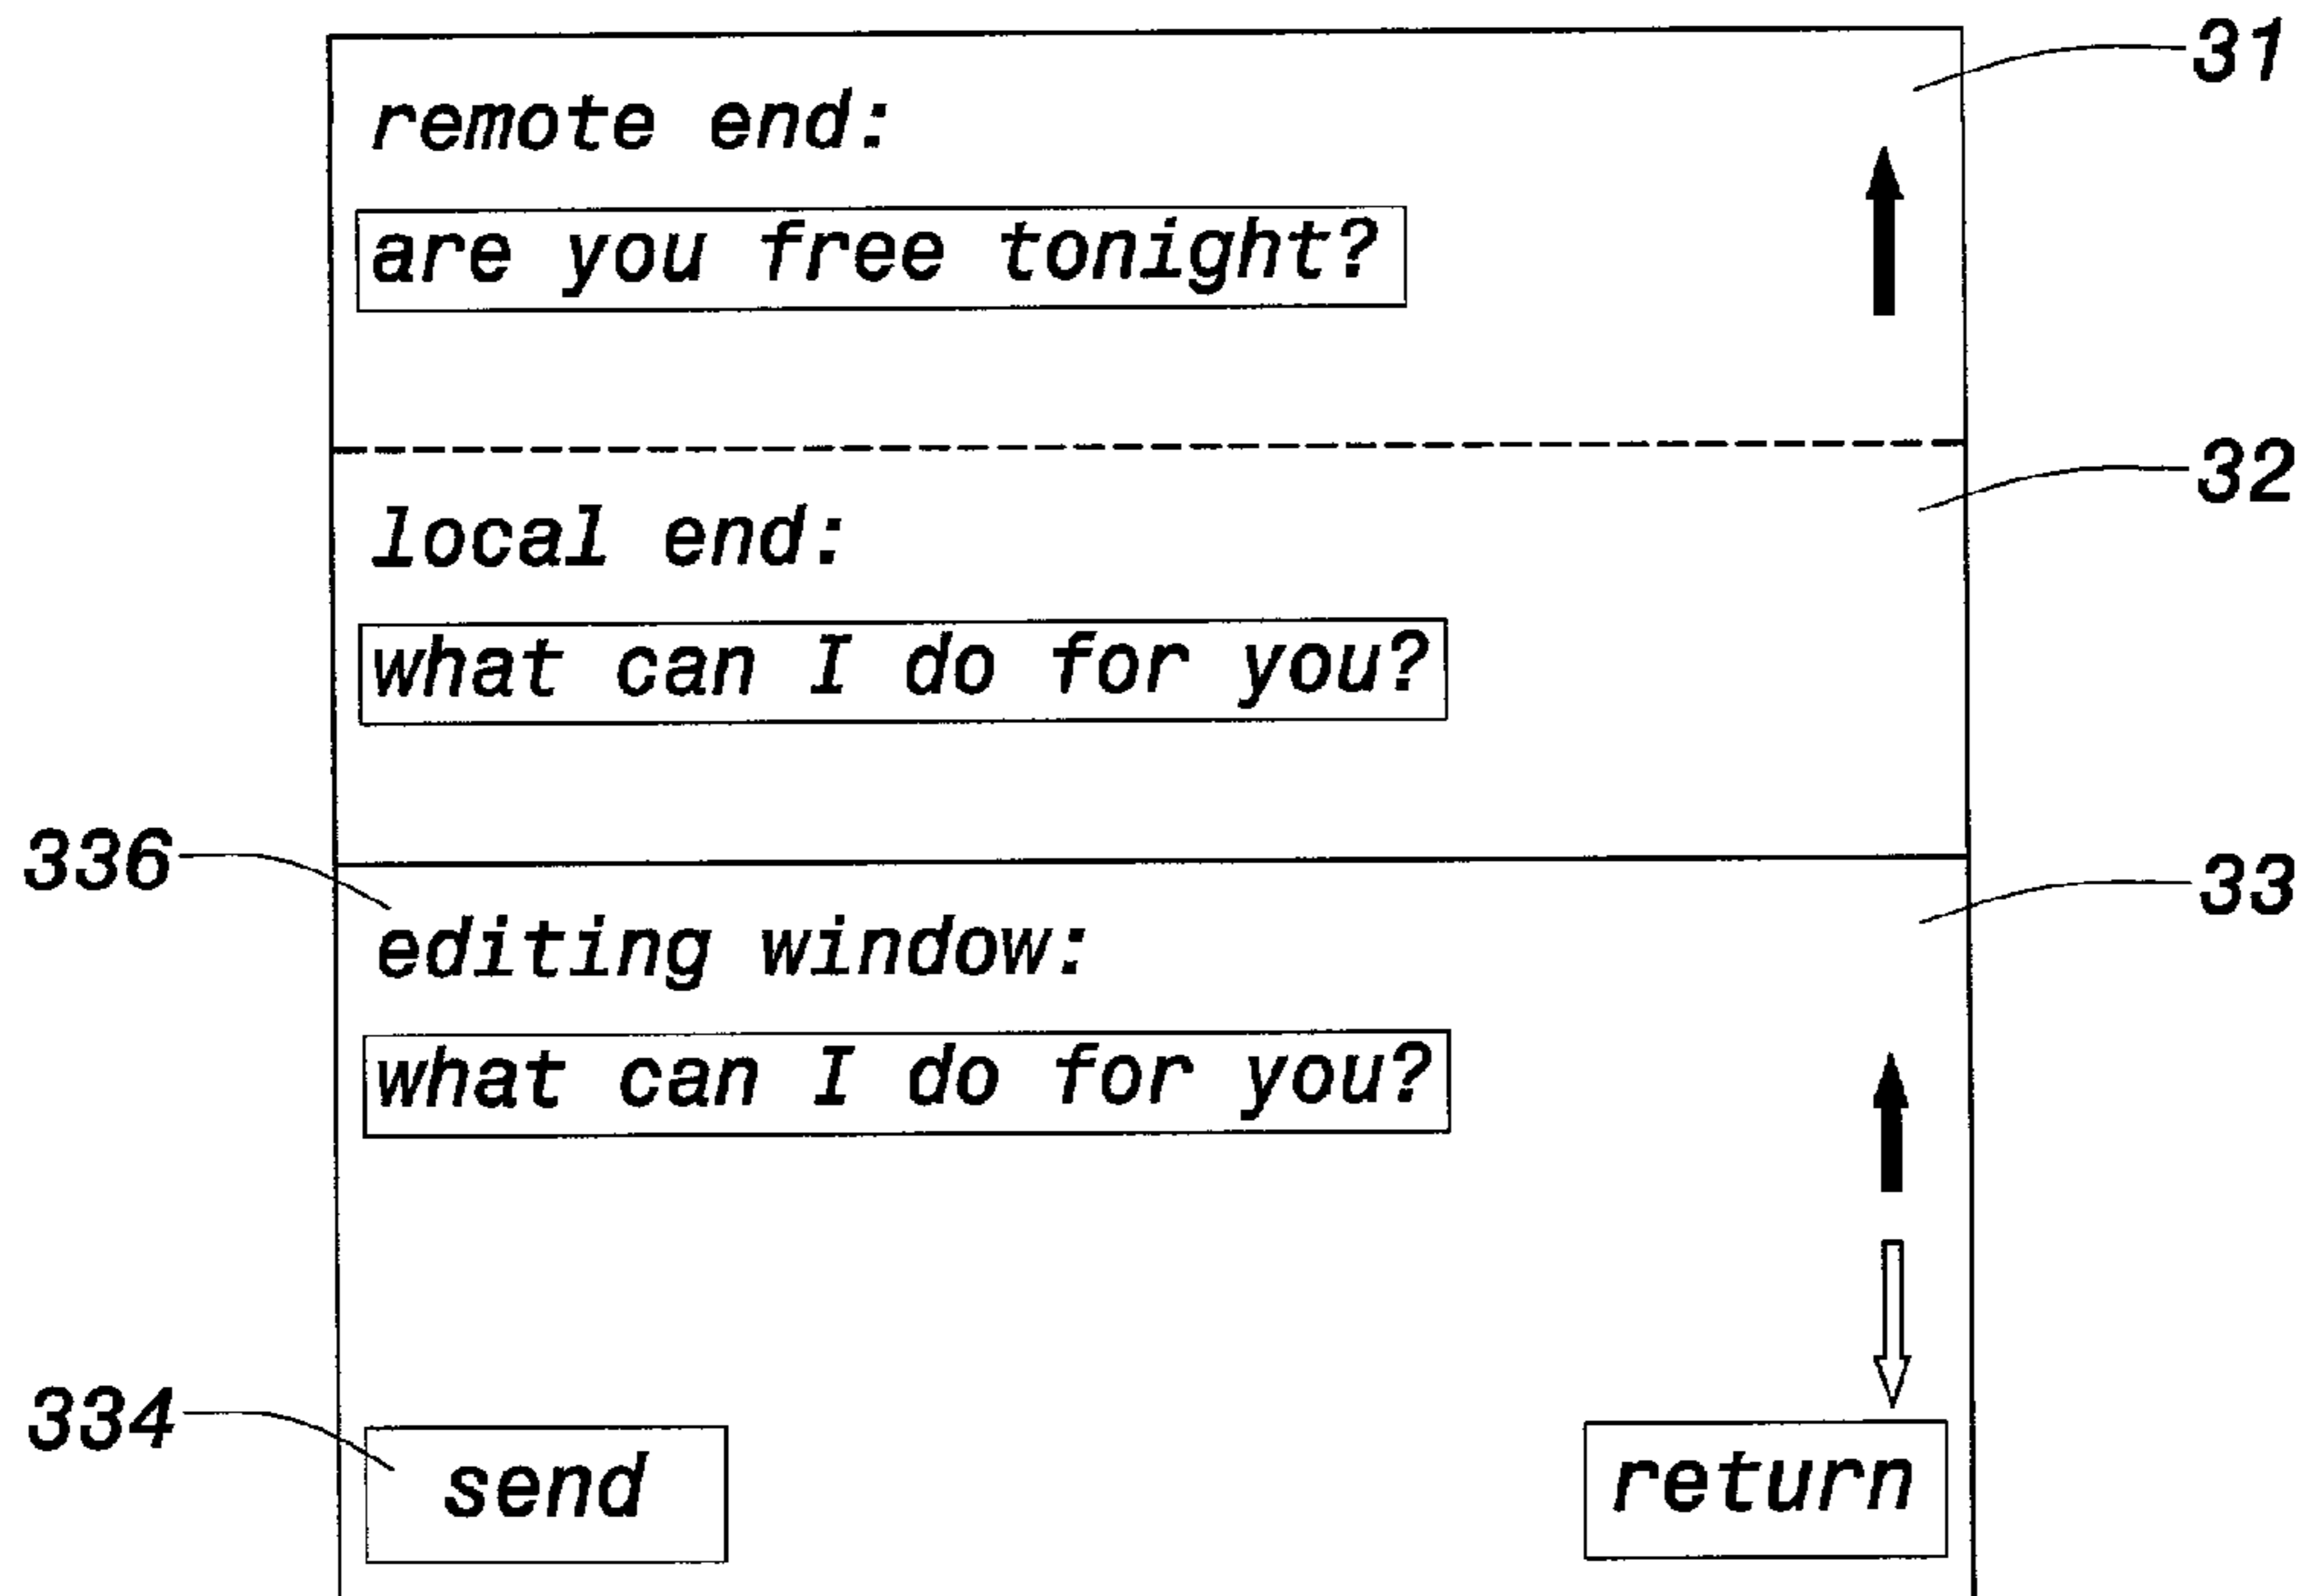 31
remote end:
are you free tonight?
32
local end:
what can I do for you?
336
33
editing window:
what can I do for you?
334
send
return